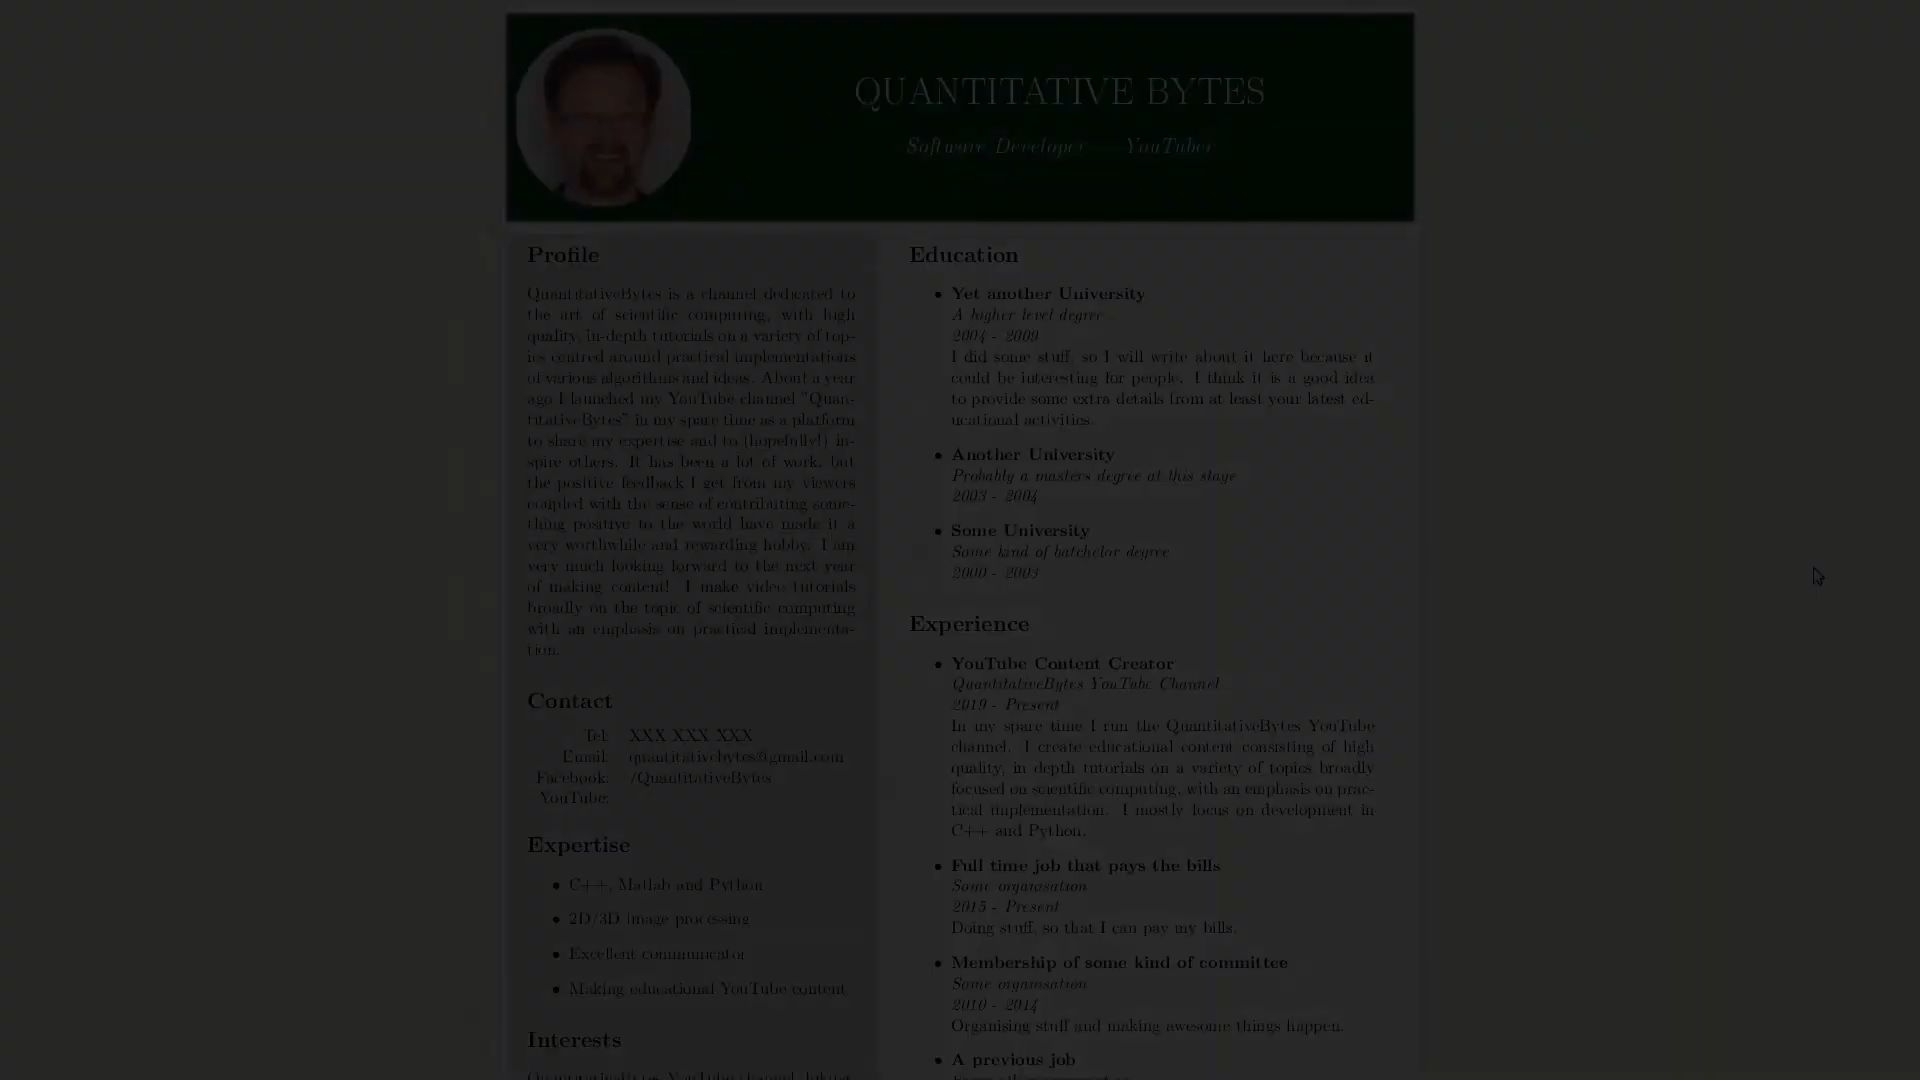 QUANTITATIVE BYTES
Software Developer — YouTuber
Profile
QuantitativeBytes is a channel dedicated to
the art of scientific computing, with high
quality, in-depth tutorials on a variety of top-
ics centred around practical implementations
of various algorithms and ideas. About a year
ago I launched my YouTube channel "Quan-
titativeBytes" in my spare time as a platform
to share my expertise and to (hopefully!) in-
spire others. It has been a lot of work, but
the positive feedback I get from my viewers
coupled with the sense of contributing some-
thing positive to the world have made it a
very worthwhile and rewarding hobby. I am
very much looking forward to the next year
of making content! I make video tutorials
broadly on the topic of scientific computing
with an emphasis on practical implementa-
tion.
Contact
Tel: XXX XXX XXX
Email: quantitativebytes@gmail.com
Facebook: /QuantitativeBytes
YouTube:
Expertise
• C++, Matlab and Python
• 2D/3D image processing
• Excellent communicator
• Making educational YouTube content
Interests
QuantitativeBytes YouTube channel,
Education
• Yet another University
A higher level degree
2004 - 2009
I did some stuff, so I will write about it here because it
could be interesting for people. I think it is a good idea
to provide some extra details from at least your latest ed-
ucational activities.
• Another University
Probably a masters degree at this stage
2003 - 2004
• Some University
Some kind of batchelor degree
2000 - 2003
Experience
• YouTube Content Creator
QuantitativeBytes YouTube Channel
2019 - Present
In my spare time I run the QuantitativeBytes YouTube
channel. I create educational content consisting of high
quality, in depth tutorials on a variety of topics broadly
focused on scientific computing, with an emphasis on prac-
tical implementation. I mostly focus on development in
C++ and Python.
• Full time job that pays the bills
Some organisation
2015 - Present
Doing stuff, so that I can pay my bills.
• Membership of some kind of committee
Some organisation
2010 - 2014
Organising stuff and making awesome things happen.
• A previous job